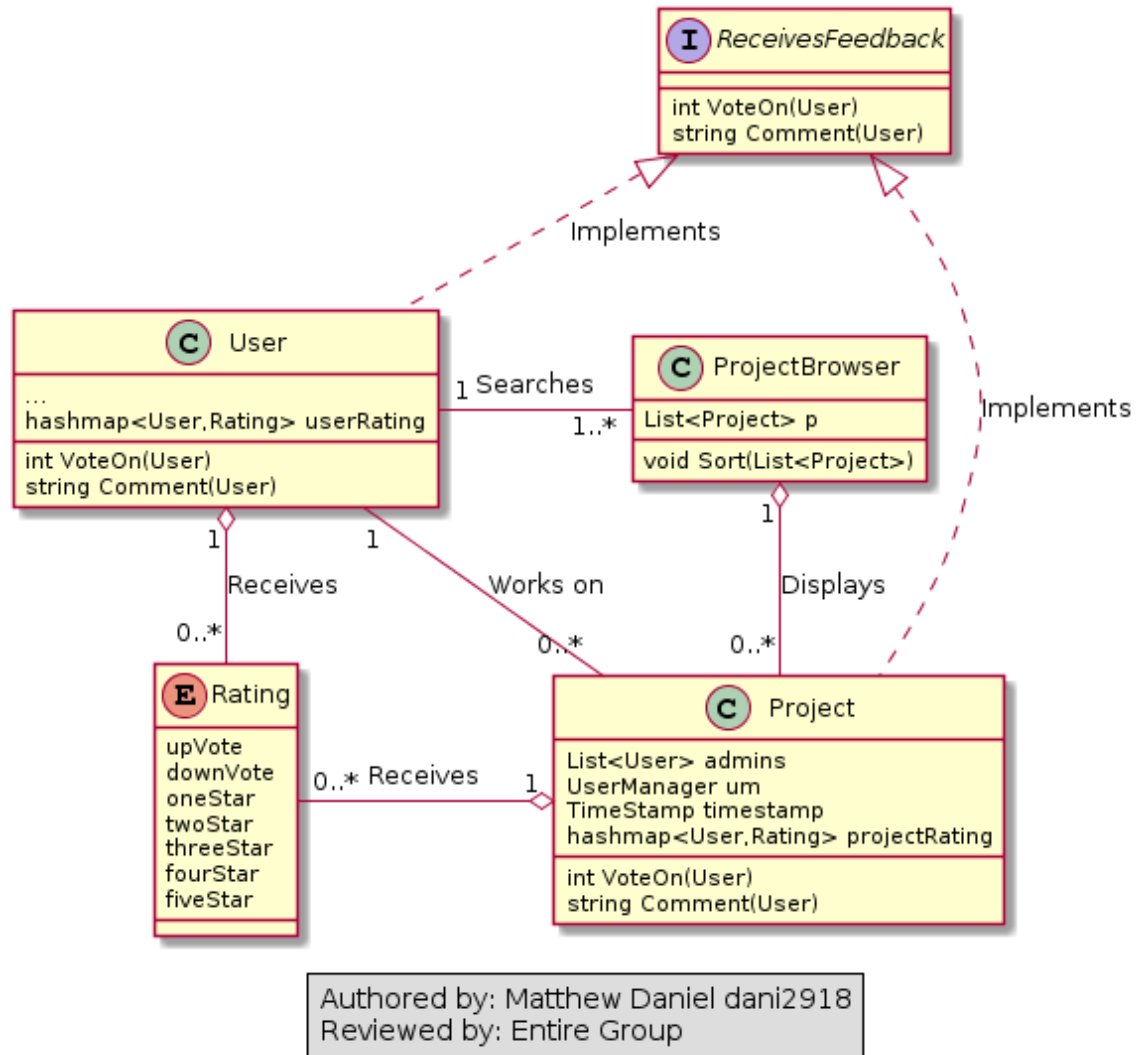 I ReceivesFeedback
int VoteOn(User)
string Comment(User)
Implements
Implements
C User
...
hashmap<User,Rating> userRating
int VoteOn(User)
string Comment(User)
1 Searches
1..*
C ProjectBrowser
List<Project> p
void Sort(List<Project>)
1
Receives
0..*
1
Works on
0..*
1
Displays
0..*
E Rating
upVote
downVote
oneStar
twoStar
threeStar
fourStar
fiveStar
0..* Receives 1
C Project
List<User> admins
UserManager um
TimeStamp timestamp
hashmap<User,Rating> projectRating
int VoteOn(User)
string Comment(User)
Authored by: Matthew Daniel dani2918
Reviewed by: Entire Group